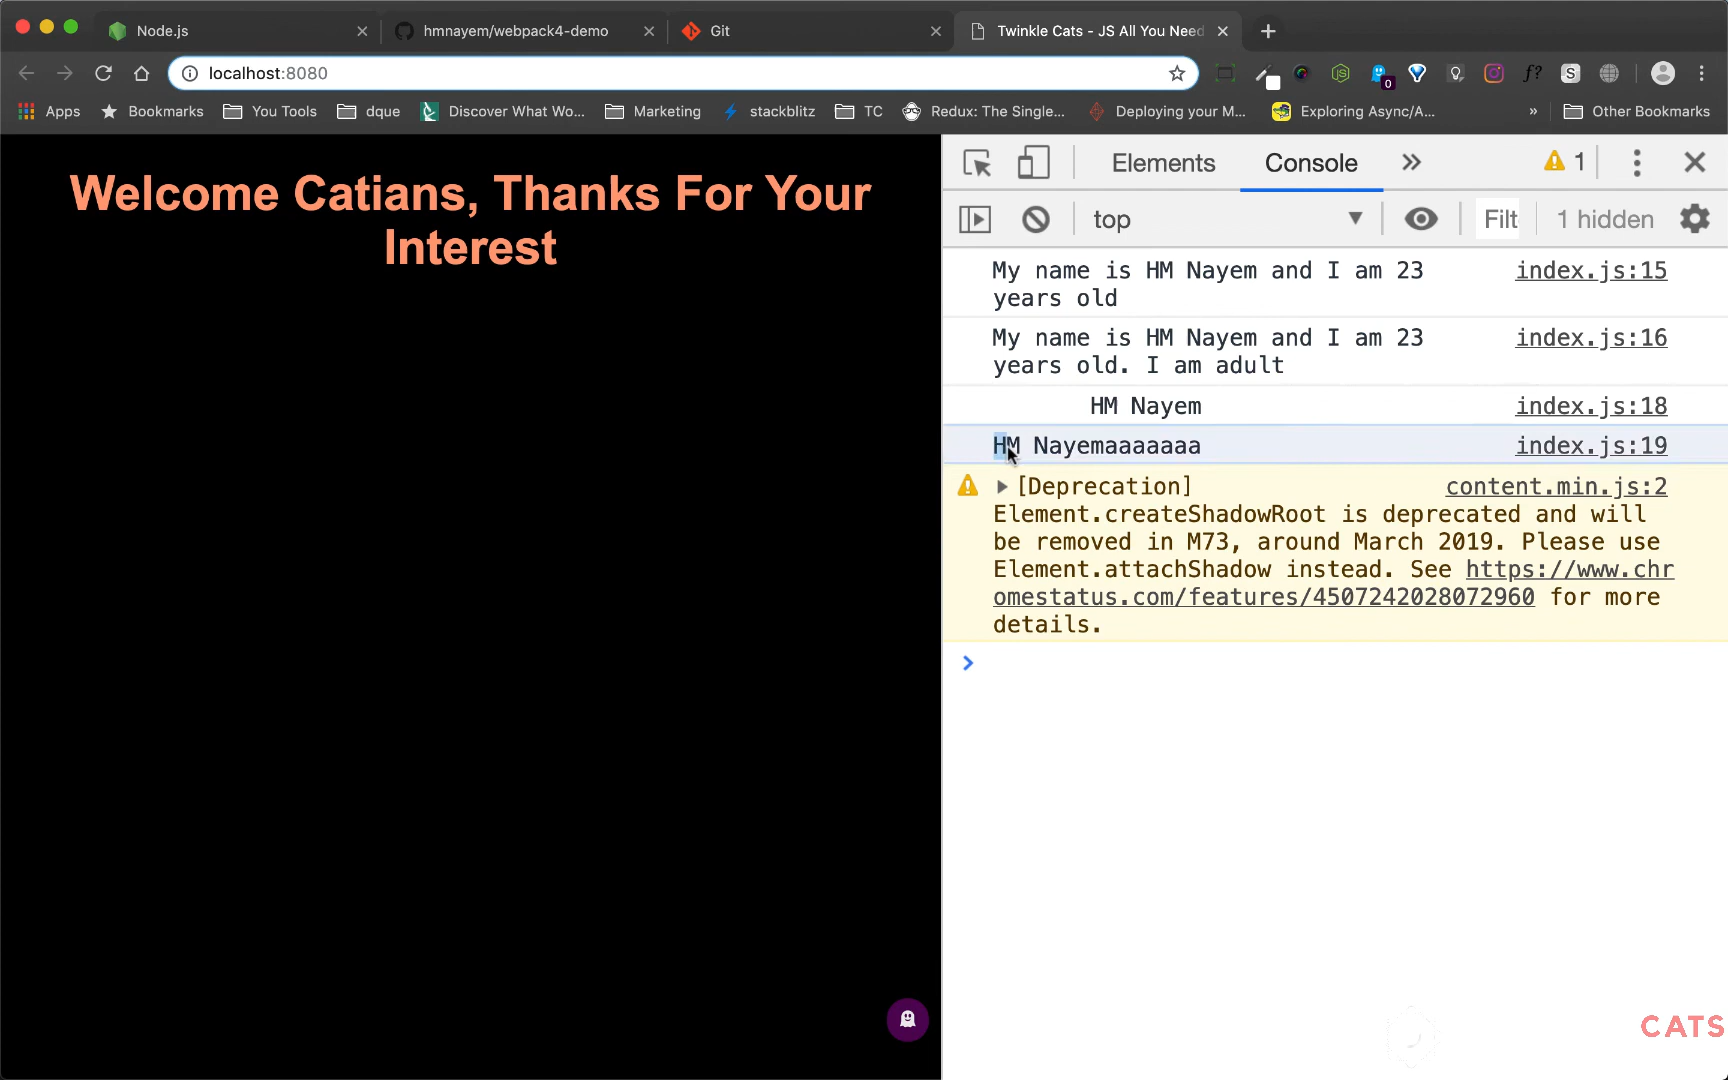 Node.js
hmnayem/webpack4-demo
Git
Twinkle Cats - JS All You Need
localhost:8080
0
f?
S
Apps
Bookmarks
You Tools
dque
Discover What Wo...
Marketing
stackblitz
TC
Redux: The Single...
Deploying your M...
Exploring Async/A...
»
Other Bookmarks
Welcome Catians, Thanks For Your
Interest
Elements
Console
»
1
top
Filt
1 hidden
My name is HM Nayem and I am 23 index.js:15
years old
My name is HM Nayem and I am 23 index.js:16
years old. I am adult
HM Nayem index.js:18
HM Nayemaaaaaaa index.js:19
[Deprecation] content.min.js:2
Element.createShadowRoot is deprecated and will
be removed in M73, around March 2019. Please use
Element.attachShadow instead. See https://www.chr
omestatus.com/features/4507242028072960 for more
details.
CATS